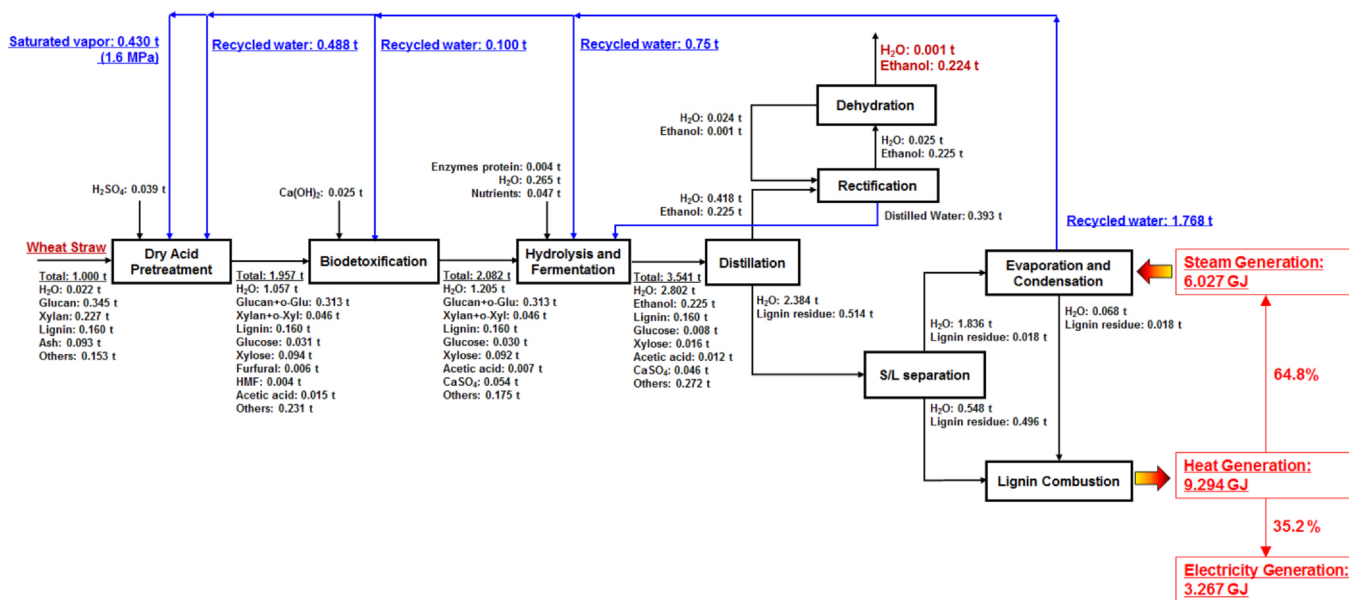 Saturated vapor: 0.430 t
(1.6 MPa)
Recycled water: 0.488 t
Recycled water: 0.100 t
Recycled water: 0.75 t
H₂O: 0.001 t
Ethanol: 0.224 t
Dehydration
H₂O: 0.024 t
Ethanol: 0.001 t
H₂O: 0.025 t
Ethanol: 0.225 t
Rectification
H₂SO₄: 0.039 t
Ca(OH)₂: 0.025 t
Enzymes protein: 0.004 t
H₂O: 0.265 t
Nutrients: 0.047 t
H₂O: 0.418 t
Ethanol: 0.225 t
Distilled Water: 0.393 t
Recycled water: 1.768 t
Wheat Straw
Dry Acid
Pretreatment
Biodetoxification
Hydrolysis and
Fermentation
Distillation
Evaporation and
Condensation
Steam Generation:
6.027 GJ
Total: 1.000 t
H₂O: 0.022 t
Glucan: 0.345 t
Xylan: 0.227 t
Lignin: 0.160 t
Ash: 0.093 t
Others: 0.153 t
Total: 1.957 t
H₂O: 1.057 t
Glucan+o-Glu: 0.313 t
Xylan+o-Xyl: 0.046 t
Lignin: 0.160 t
Glucose: 0.031 t
Xylose: 0.094 t
Furfural: 0.006 t
HMF: 0.004 t
Acetic acid: 0.015 t
Others: 0.231 t
Total: 2.082 t
H₂O: 1.205 t
Glucan+o-Glu: 0.313 t
Xylan+o-Xyl: 0.046 t
Lignin: 0.160 t
Glucose: 0.030 t
Xylose: 0.092 t
Acetic acid: 0.007 t
CaSO₄: 0.054 t
Others: 0.175 t
Total: 3.541 t
H₂O: 2.802 t
Ethanol: 0.225 t
Lignin: 0.160 t
Glucose: 0.008 t
Xylose: 0.016 t
Acetic acid: 0.012 t
CaSO₄: 0.046 t
Others: 0.272 t
H₂O: 2.384 t
Lignin residue: 0.514 t
H₂O: 1.836 t
Lignin residue: 0.018 t
H₂O: 0.068 t
Lignin residue: 0.018 t
S/L separation
64.8%
H₂O: 0.548 t
Lignin residue: 0.496 t
Lignin Combustion
Heat Generation:
9.294 GJ
35.2 %
Electricity Generation:
3.267 GJ